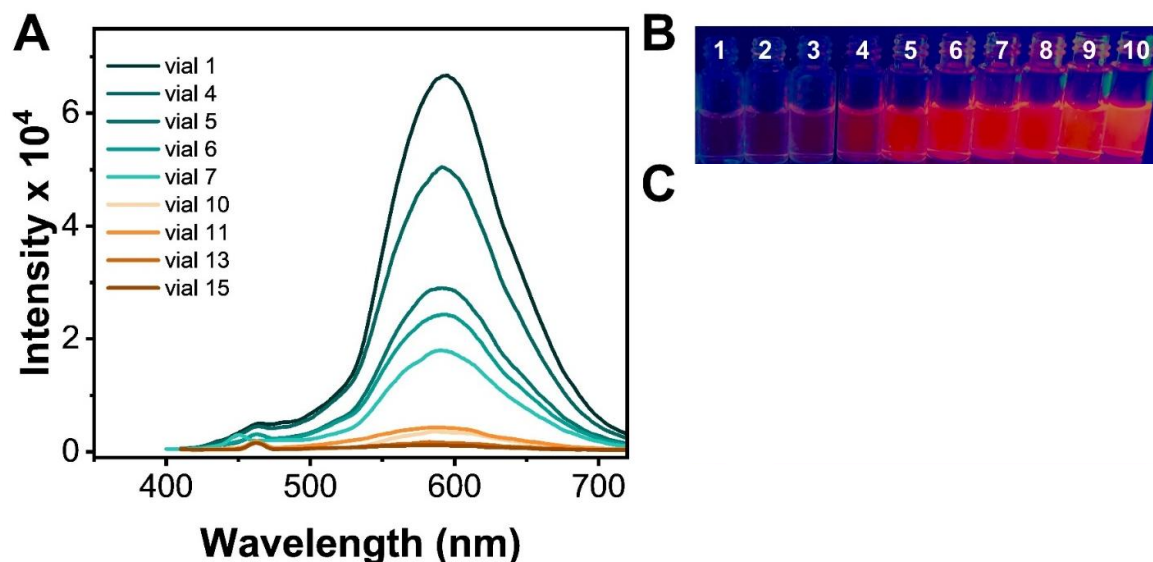 A
Intensity x 10⁴
6
4
2
0
vial 1
vial 4
vial 5
vial 6
vial 7
vial 10
vial 11
vial 13
vial 15
400 500 600 700
Wavelength (nm)
B
1 2 3 4 5 6 7 8 9 10
C